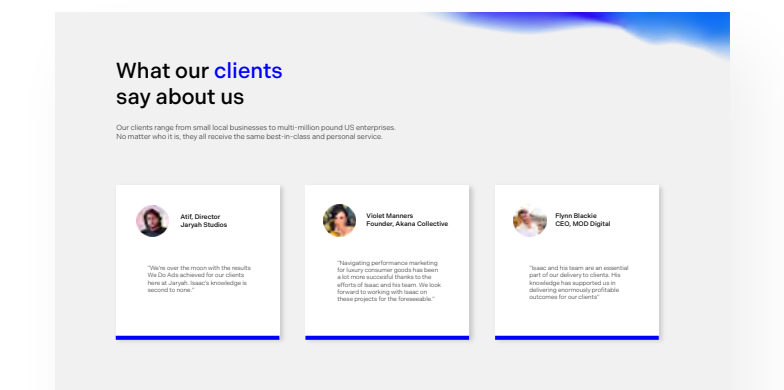 What our clients
say about us
Our clients range from small local businesses to multi-million pound US enterprises.
No matter who it is, they all receive the same best-in-class and personal service.
Atif, Director
Jaryah Studios
"We're over the moon with the results
We Do Ads achieved for our clients
here at Jaryah. Isaac's knowledge is
second to none."
Violet Manners
Founder, Akana Collective
"Navigating performance marketing
for luxury consumer goods has been
a lot more succesful thanks to the
efforts of Isaac and his team. We look
forward to working with Isaac on
these projects for the foreseeable."
Flynn Blackie
CEO, MOD Digital
"Isaac and his team are an essential
part of our delivery to clients. His
knowledge has supported us in
delivering enormously profitable
outcomes for our clients"